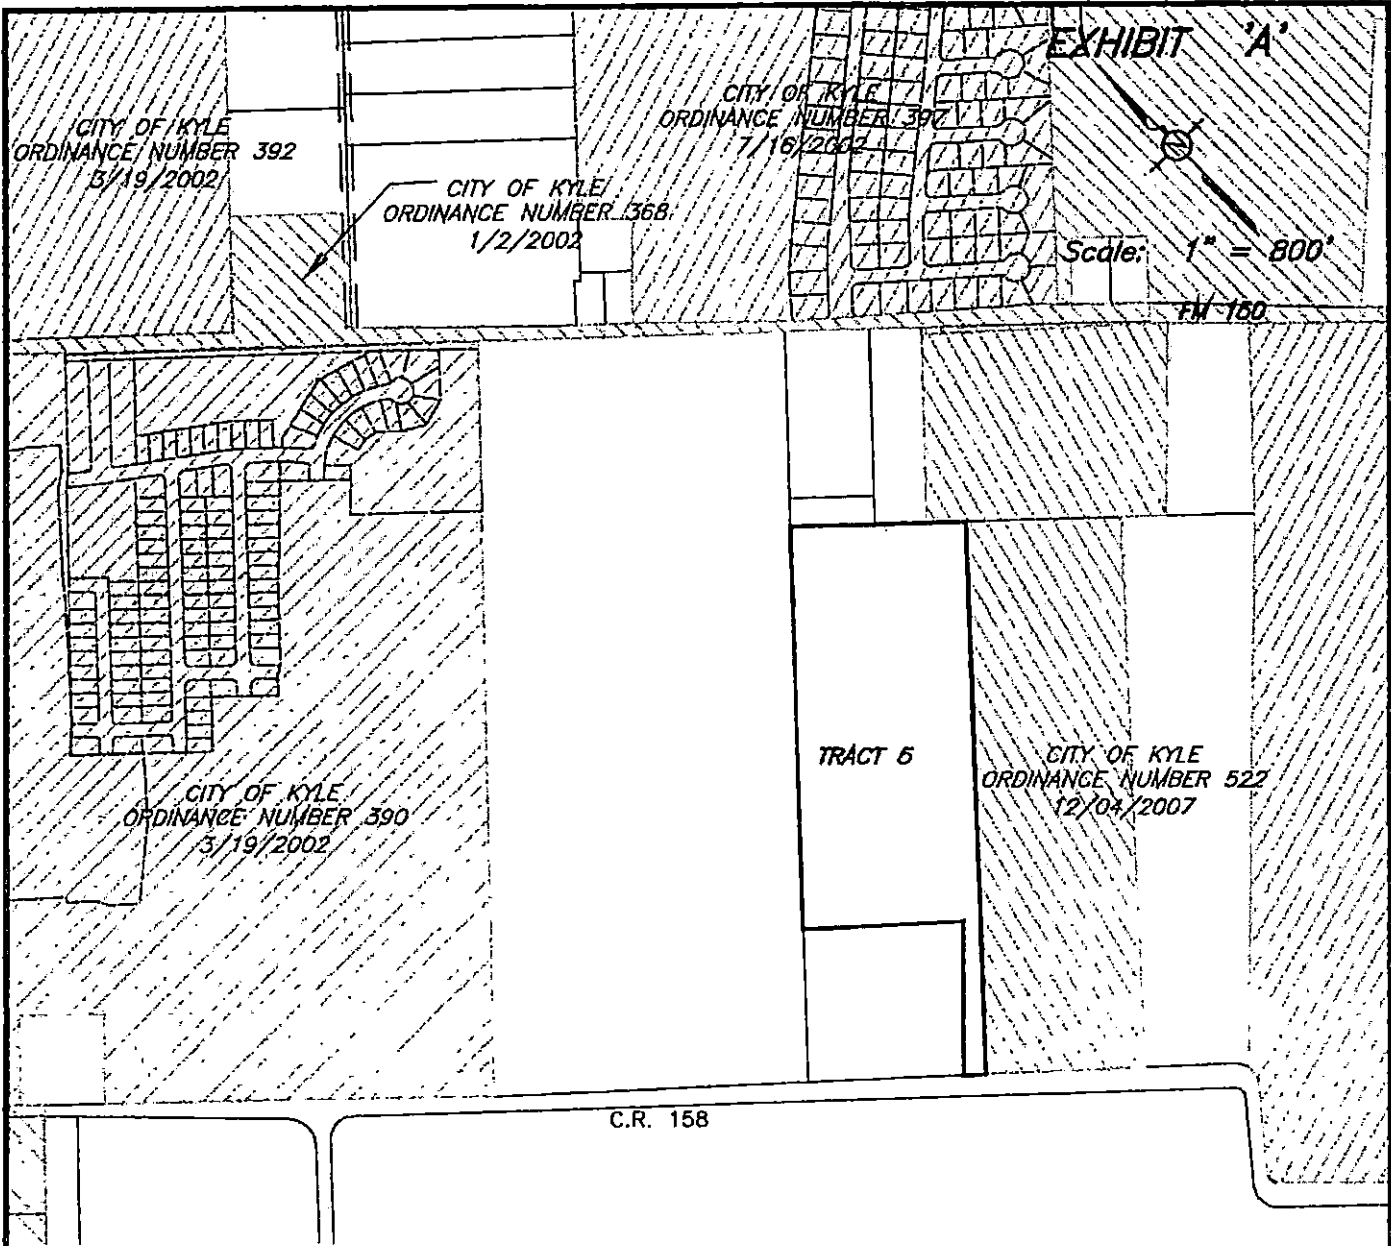 EXHIBIT 'A'
CITY OF KYLE
ORDINANCE NUMBER 392
3/19/2002
CITY OF KYLE
ORDINANCE NUMBER 397
7/16/2002
CITY OF KYLE
ORDINANCE NUMBER 368
1/2/2002
N
Scale: 1" = 800'
FM 150
TRACT 5
CITY OF KYLE
ORDINANCE NUMBER 522
12/04/2007
CITY OF KYLE
ORDINANCE NUMBER 390
3/19/2002
C.R. 158